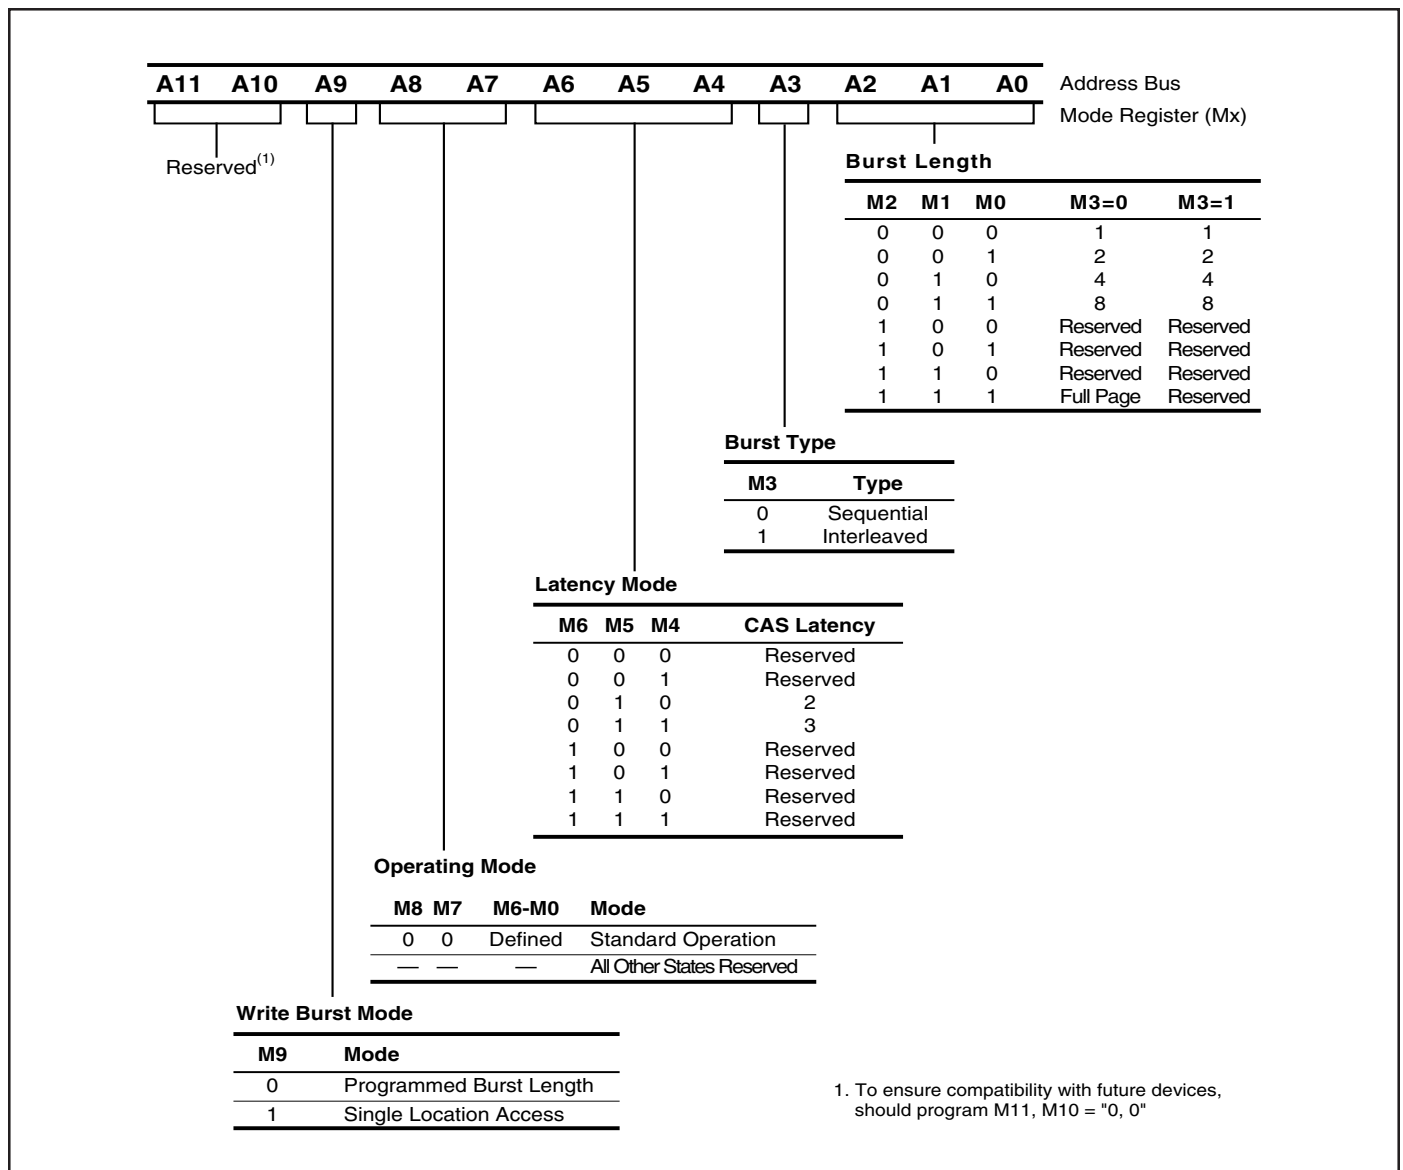 A11 A10 A9 A8 A7 A6 A5 A4 A3 A2 A1 A0 Address Bus
Mode Register (Mx)
Reserved(1)
Burst Length
M2 M1 M0 M3=0 M3=1
0 0 0 1 1
0 0 1 2 2
0 1 0 4 4
0 1 1 8 8
1 0 0 Reserved Reserved
1 0 1 Reserved Reserved
1 1 0 Reserved Reserved
1 1 1 Full Page Reserved
Burst Type
M3 Type
0 Sequential
1 Interleaved
Latency Mode
M6 M5 M4 CAS Latency
0 0 0 Reserved
0 0 1 Reserved
0 1 0 2
0 1 1 3
1 0 0 Reserved
1 0 1 Reserved
1 1 0 Reserved
1 1 1 Reserved
Operating Mode
M8 M7 M6-M0 Mode
0 0 Defined Standard Operation
— — — All Other States Reserved
Write Burst Mode
M9 Mode
0 Programmed Burst Length
1 Single Location Access
1. To ensure compatibility with future devices,
should program M11, M10 = "0, 0"